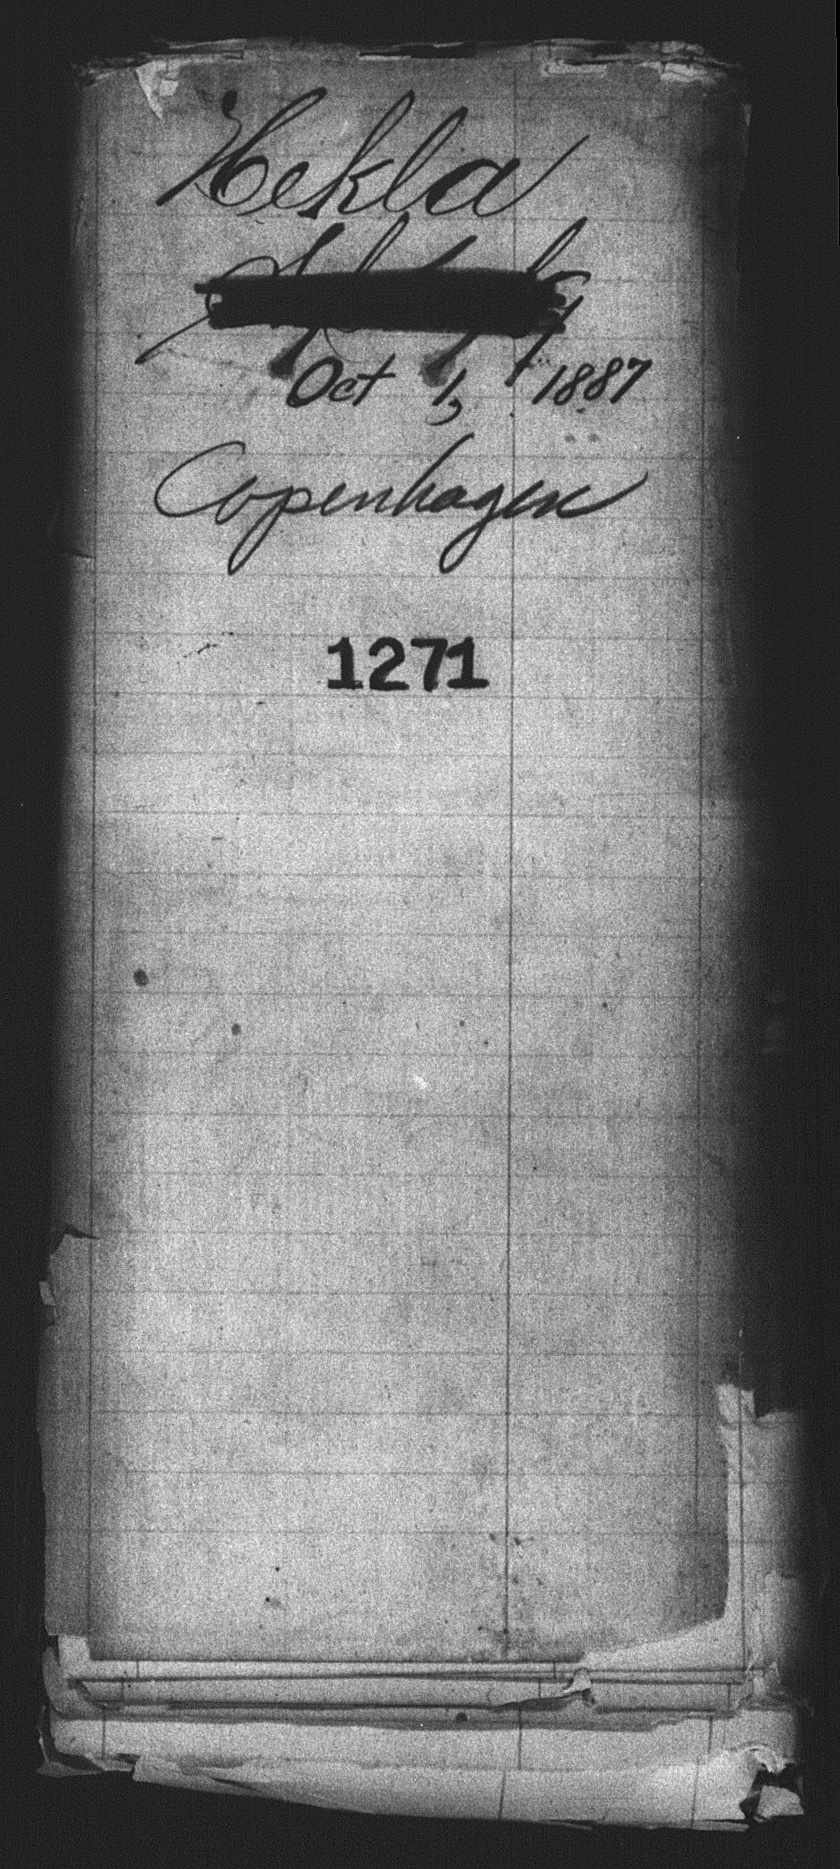 Hekla
Oct 1, 1887
Copenhagen
1271